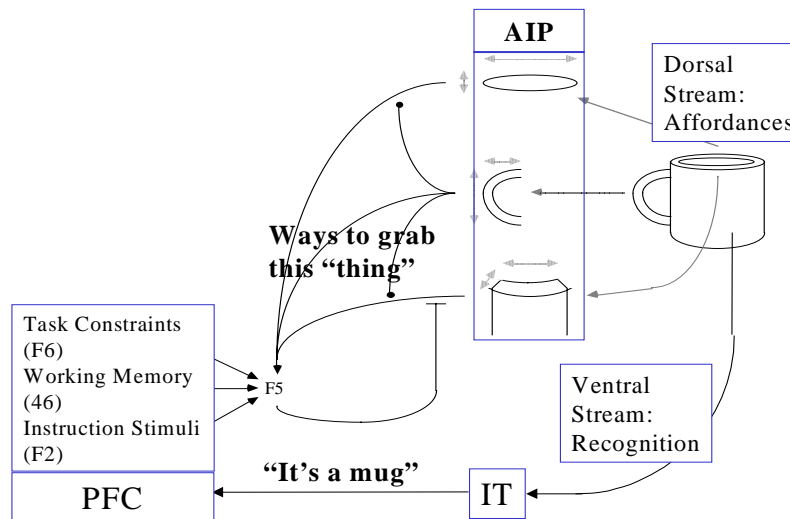 AIP
Dorsal
Stream:
Affordances
Ways to grab
this “thing”
Task Constraints
(F6)
Working Memory
(46)
Instruction Stimuli
(F2)
F5
Ventral
Stream:
Recognition
“It’s a mug”
PFC
IT